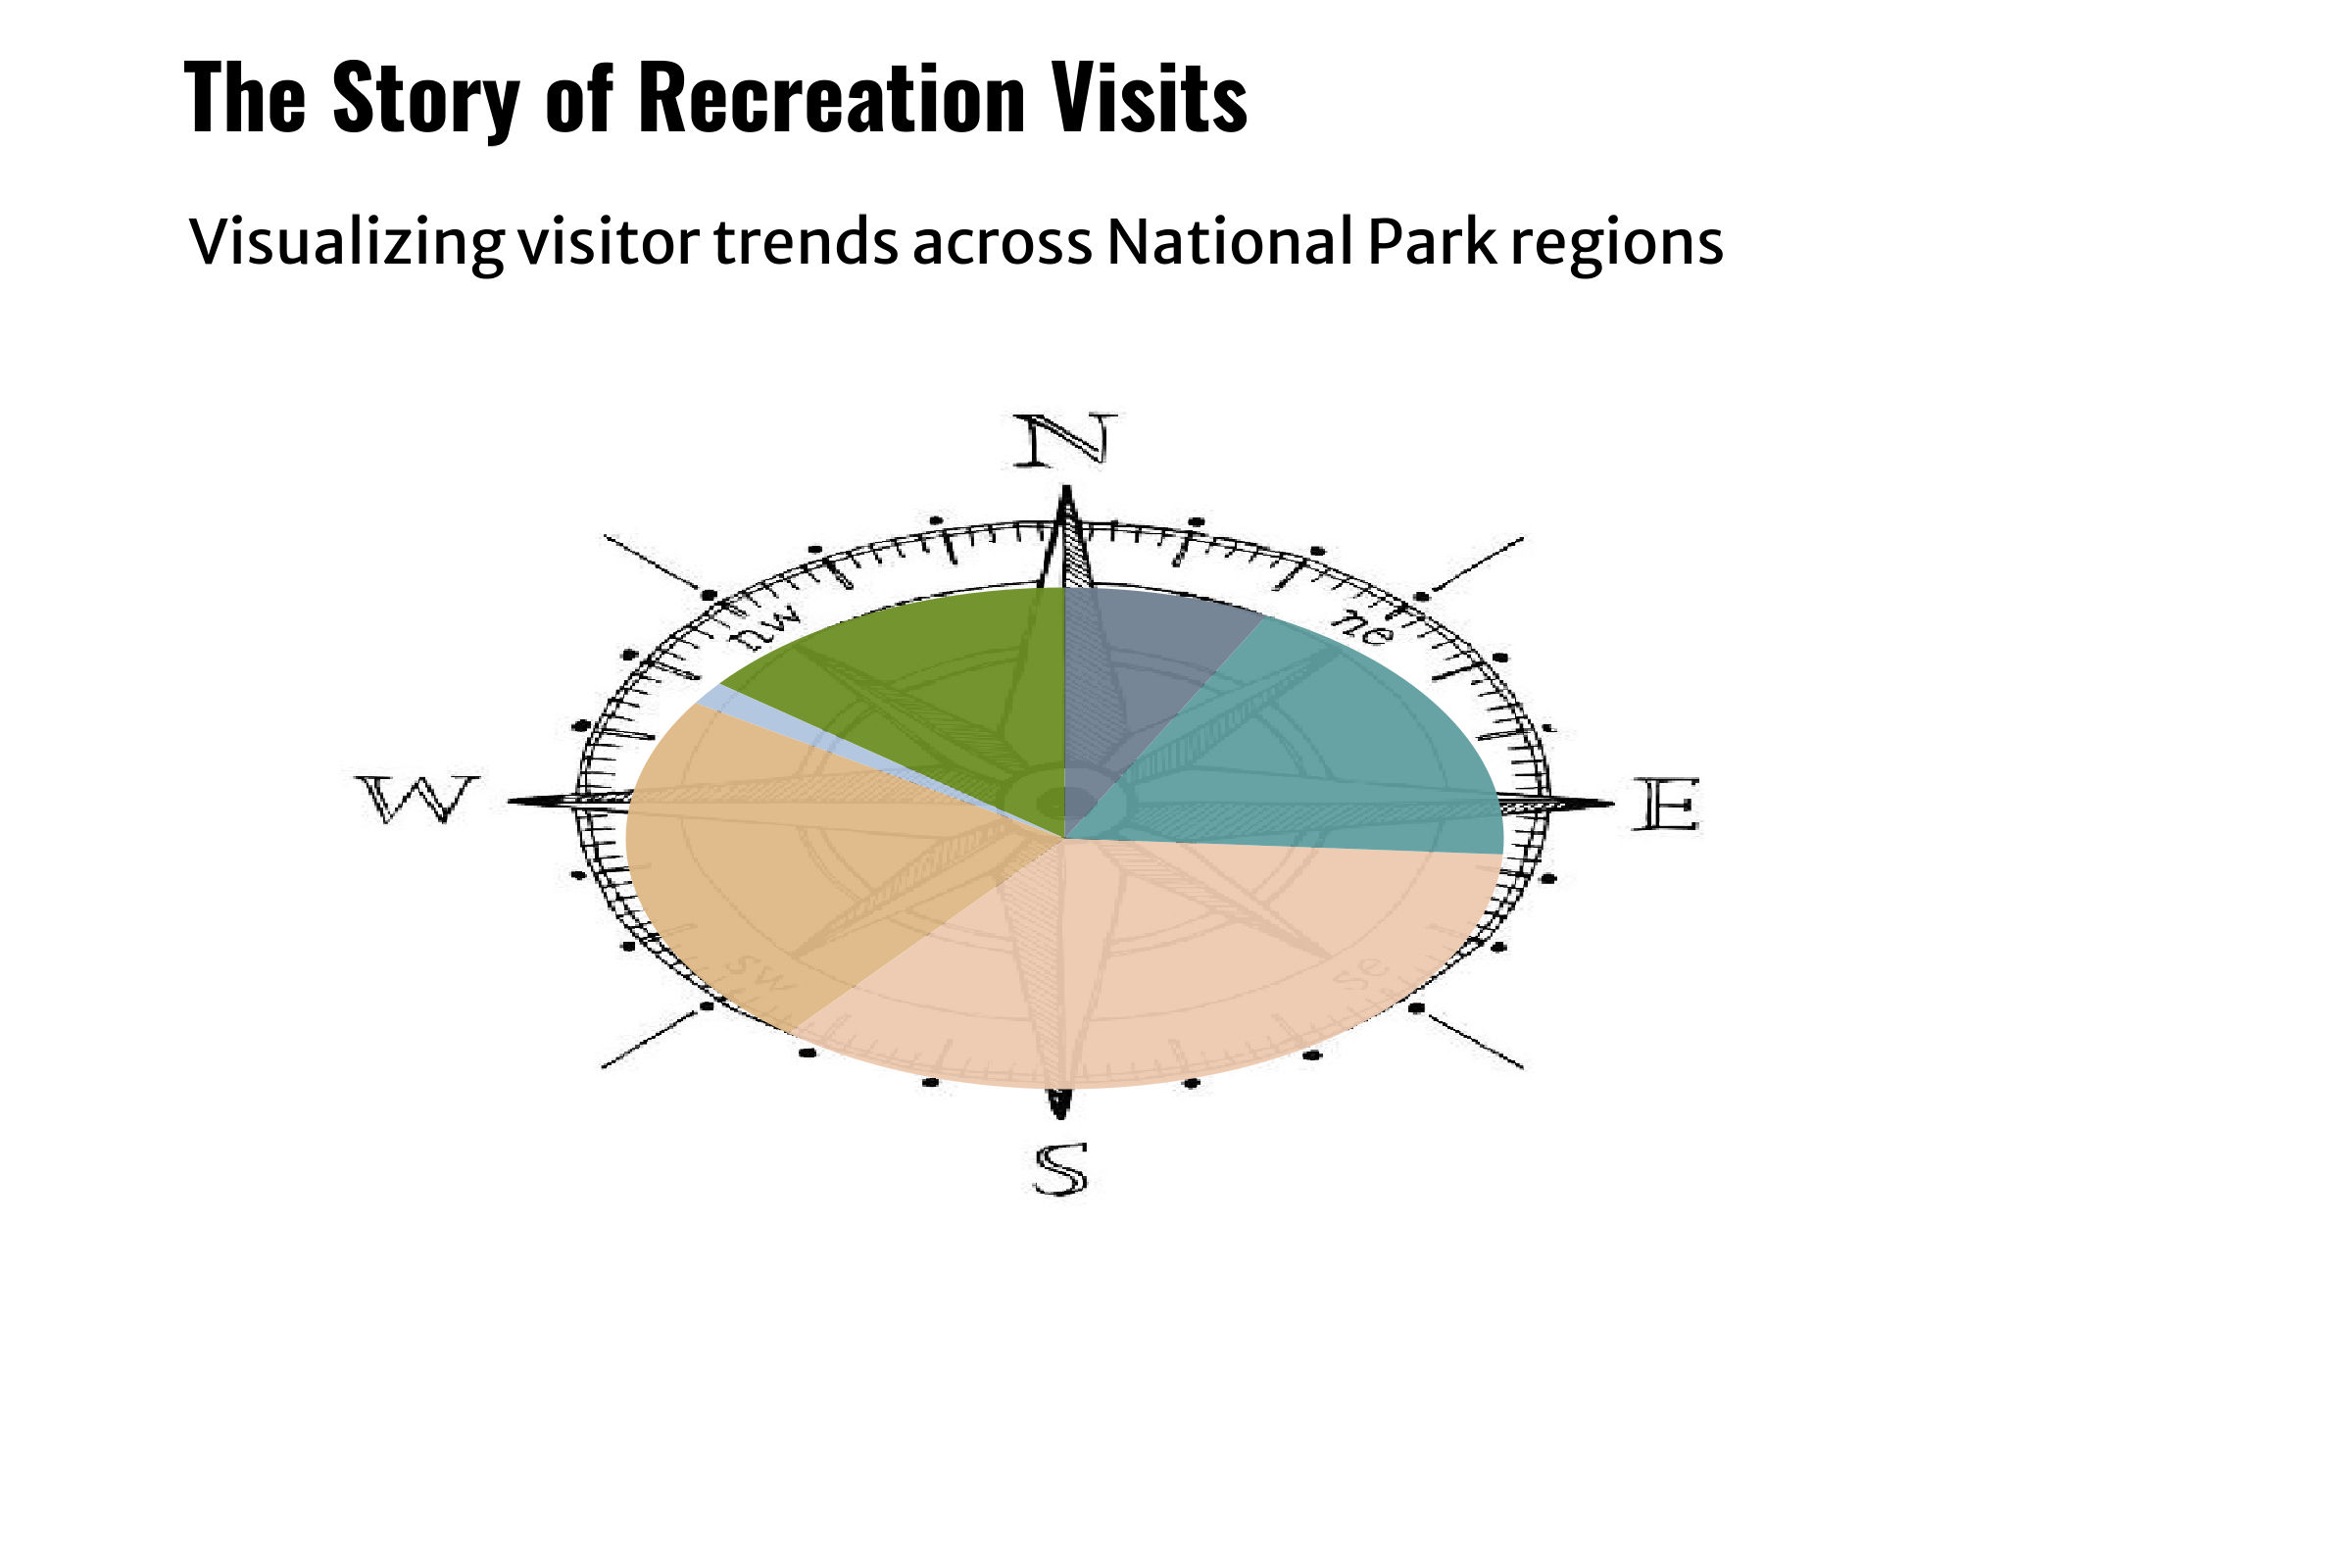 The Story of Recreation Visits
Visualizing visitor trends across National Park regions
N
nw
ne
W
E
sw
se
S